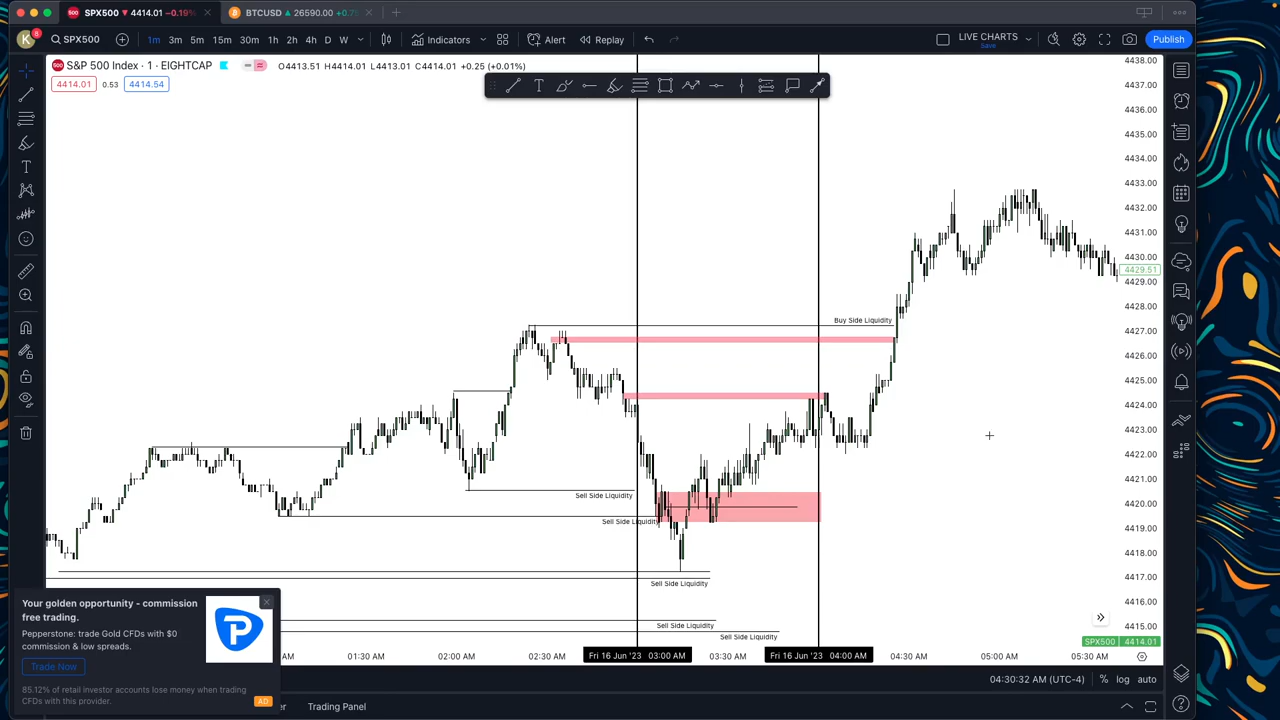 500 SPX500 ▼ 4414.01 −0.19%
BTCUSD ▲ 26590.00 +0.7
K 8 SPX500 1m 3m 5m 15m 30m 1h 2h 4h D W Indicators Alert Replay LIVE CHARTS Save Publish
500 S&P 500 Index · 1 · EIGHTCAP O4413.51 H4414.01 L4413.01 C4414.01 +0.25 (+0.01%)
4414.01 0.53 4414.54
4438.00
4437.00
4436.00
4435.00
4434.00
4433.00
4432.00
4431.00
4430.00
4429.51
4429.00
4428.00
Buy Side Liquidity
4427.00
4426.00
4425.00
4424.00
4423.00
4422.00
4421.00
Sell Side Liquidity
4420.00
Sell Side Liquidity
4419.00
4418.00
4417.00
Sell Side Liquidity
4416.00
Sell Side Liquidity
4415.00
Sell Side Liquidity
SPX500 4414.01
Your golden opportunity - commission
free trading.
Pepperstone: trade Gold CFDs with $0
commission & low spreads.
Trade Now
85.12% of retail investor accounts lose money when trading
CFDs with this provider.
AD
AM 01:30 AM 02:00 AM 02:30 AM Fri 16 Jun '23 03:00 AM 03:30 AM Fri 16 Jun '23 04:00 AM 04:30 AM 05:00 AM 05:30 AM
04:30:32 AM (UTC-4) % log auto
er Trading Panel